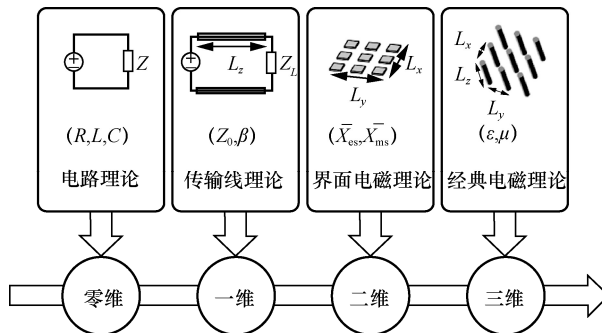 Z
(R,L,C)
电路理论
L_z
Z_L
(Z_0,β)
传输线理论
L_x
L_y
(X̄_es,X̄_ms)
界面电磁理论
L_x
L_z
L_y
(ε,μ)
经典电磁理论
零维
一维
二维
三维